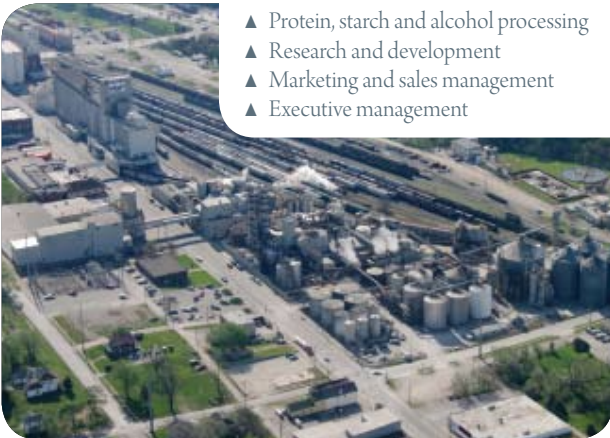 ▲ Protein, starch and alcohol processing
▲ Research and development
▲ Marketing and sales management
▲ Executive management